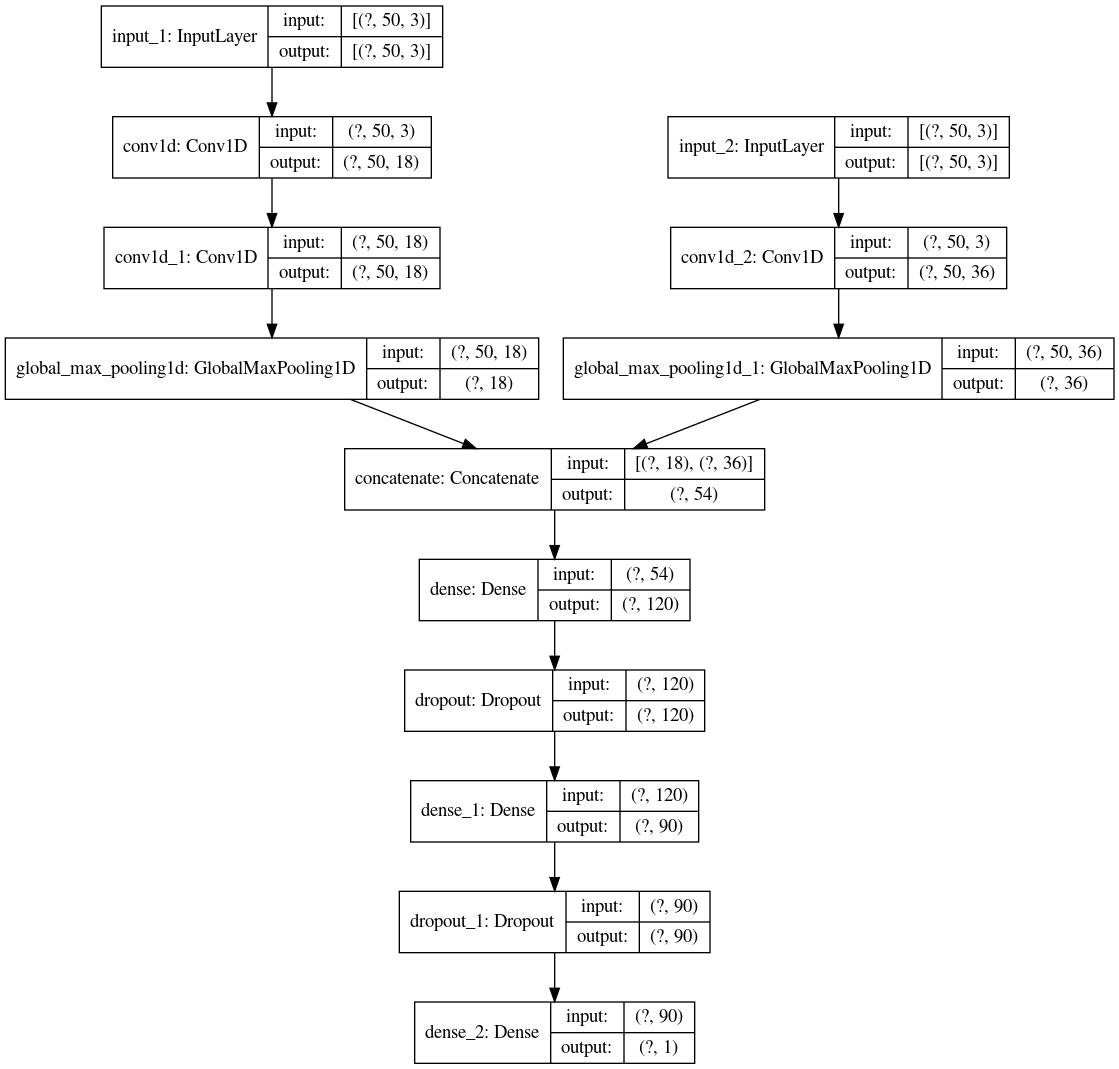 input_1: InputLayer
input: [(?, 50, 3)]
output: [(?, 50, 3)]
conv1d: Conv1D
input: (?, 50, 3)
output: (?, 50, 18)
input_2: InputLayer
input: [(?, 50, 3)]
output: [(?, 50, 3)]
conv1d_1: Conv1D
input: (?, 50, 18)
output: (?, 50, 18)
conv1d_2: Conv1D
input: (?, 50, 3)
output: (?, 50, 36)
global_max_pooling1d: GlobalMaxPooling1D
input: (?, 50, 18)
output: (?, 18)
global_max_pooling1d_1: GlobalMaxPooling1D
input: (?, 50, 36)
output: (?, 36)
concatenate: Concatenate
input: [(?, 18), (?, 36)]
output: (?, 54)
dense: Dense
input: (?, 54)
output: (?, 120)
dropout: Dropout
input: (?, 120)
output: (?, 120)
dense_1: Dense
input: (?, 120)
output: (?, 90)
dropout_1: Dropout
input: (?, 90)
output: (?, 90)
dense_2: Dense
input: (?, 90)
output: (?, 1)